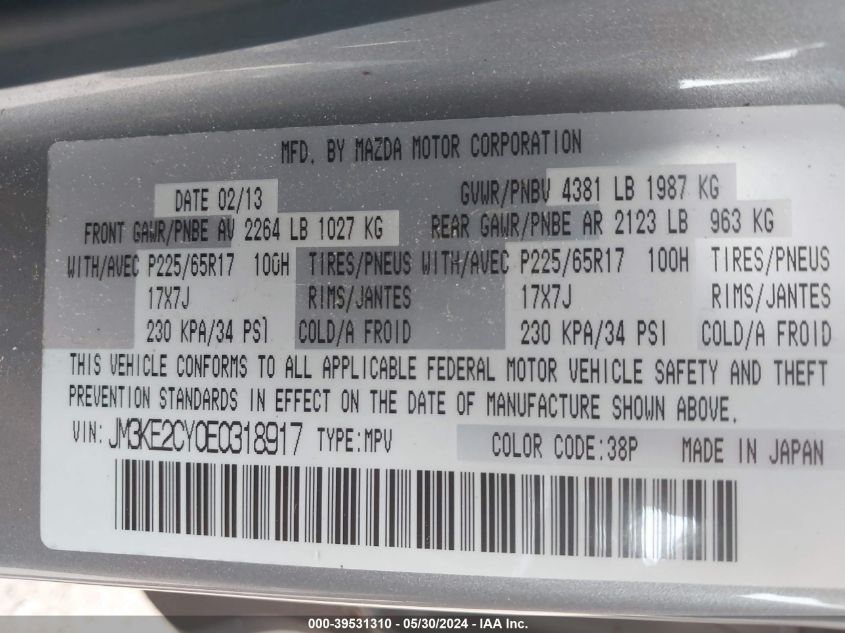 MFD. BY MAZDA MOTOR CORPORATION
DATE 02/13 GVWR/PNBV 4381 LB 1987 KG
FRONT GAWR/PNBE AV 2264 LB 1027 KG REAR GAWR/PNBE AR 2123 LB 963 KG
WITH/AVEC P225/65R17 100H TIRES/PNEUS WITH/AVEC P225/65R17 100H TIRES/PNEUS
17X7J RIMS/JANTES 17X7J RIMS/JANTES
230 KPA/34 PSI COLD/A FROID 230 KPA/34 PSI COLD/A FROID
THIS VEHICLE CONFORMS TO ALL APPLICABLE FEDERAL MOTOR VEHICLE SAFETY AND THEFT
PREVENTION STANDARDS IN EFFECT ON THE DATE OF MANUFACTURE SHOWN ABOVE.
VIN: JM3KE2CY0E0318917 TYPE:MPV COLOR CODE:38P MADE IN JAPAN
000-39531310 — 05/30/2024 - IAA Inc.